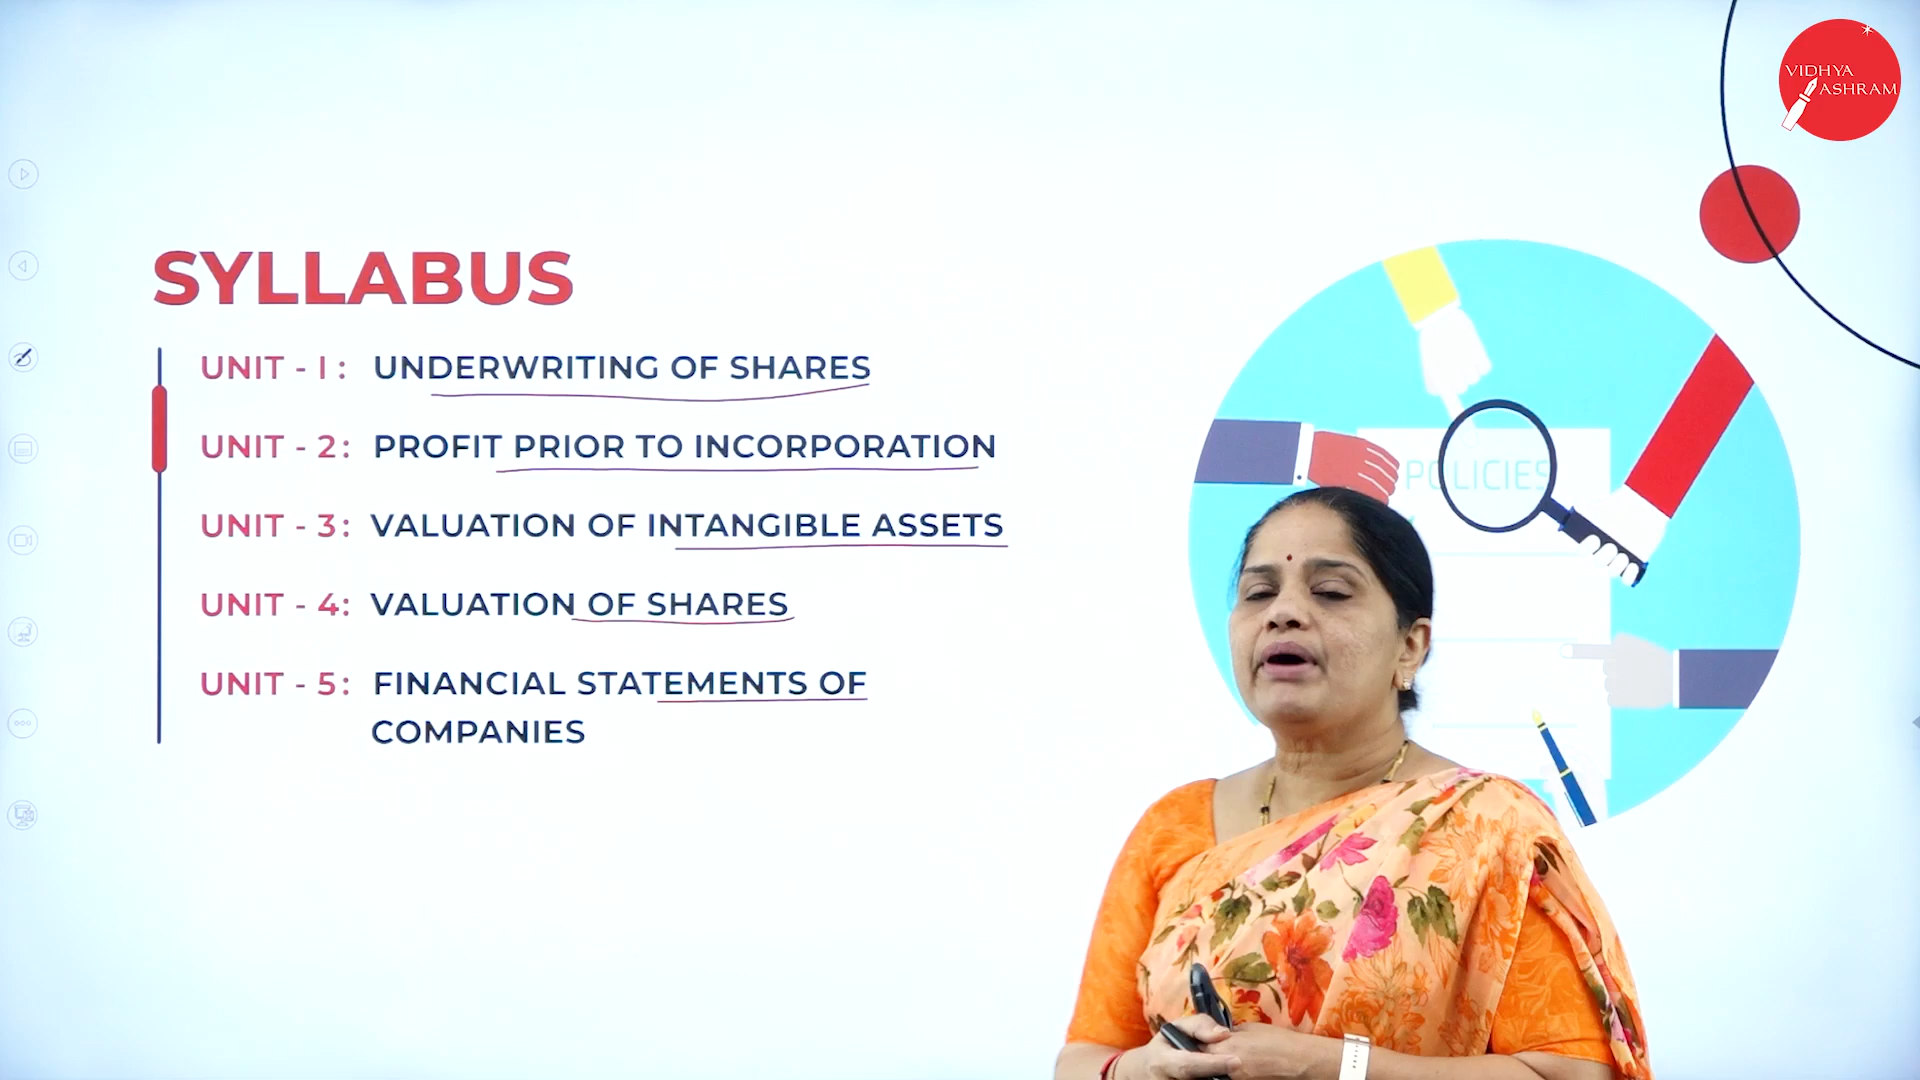 VIDHYA
ASHRAM
SYLLABUS
UNIT - I : UNDERWRITING OF SHARES
UNIT - 2 : PROFIT PRIOR TO INCORPORATION
UNIT - 3 : VALUATION OF INTANGIBLE ASSETS
UNIT - 4 : VALUATION OF SHARES
UNIT - 5 : FINANCIAL STATEMENTS OF
COMPANIES
POLICIES